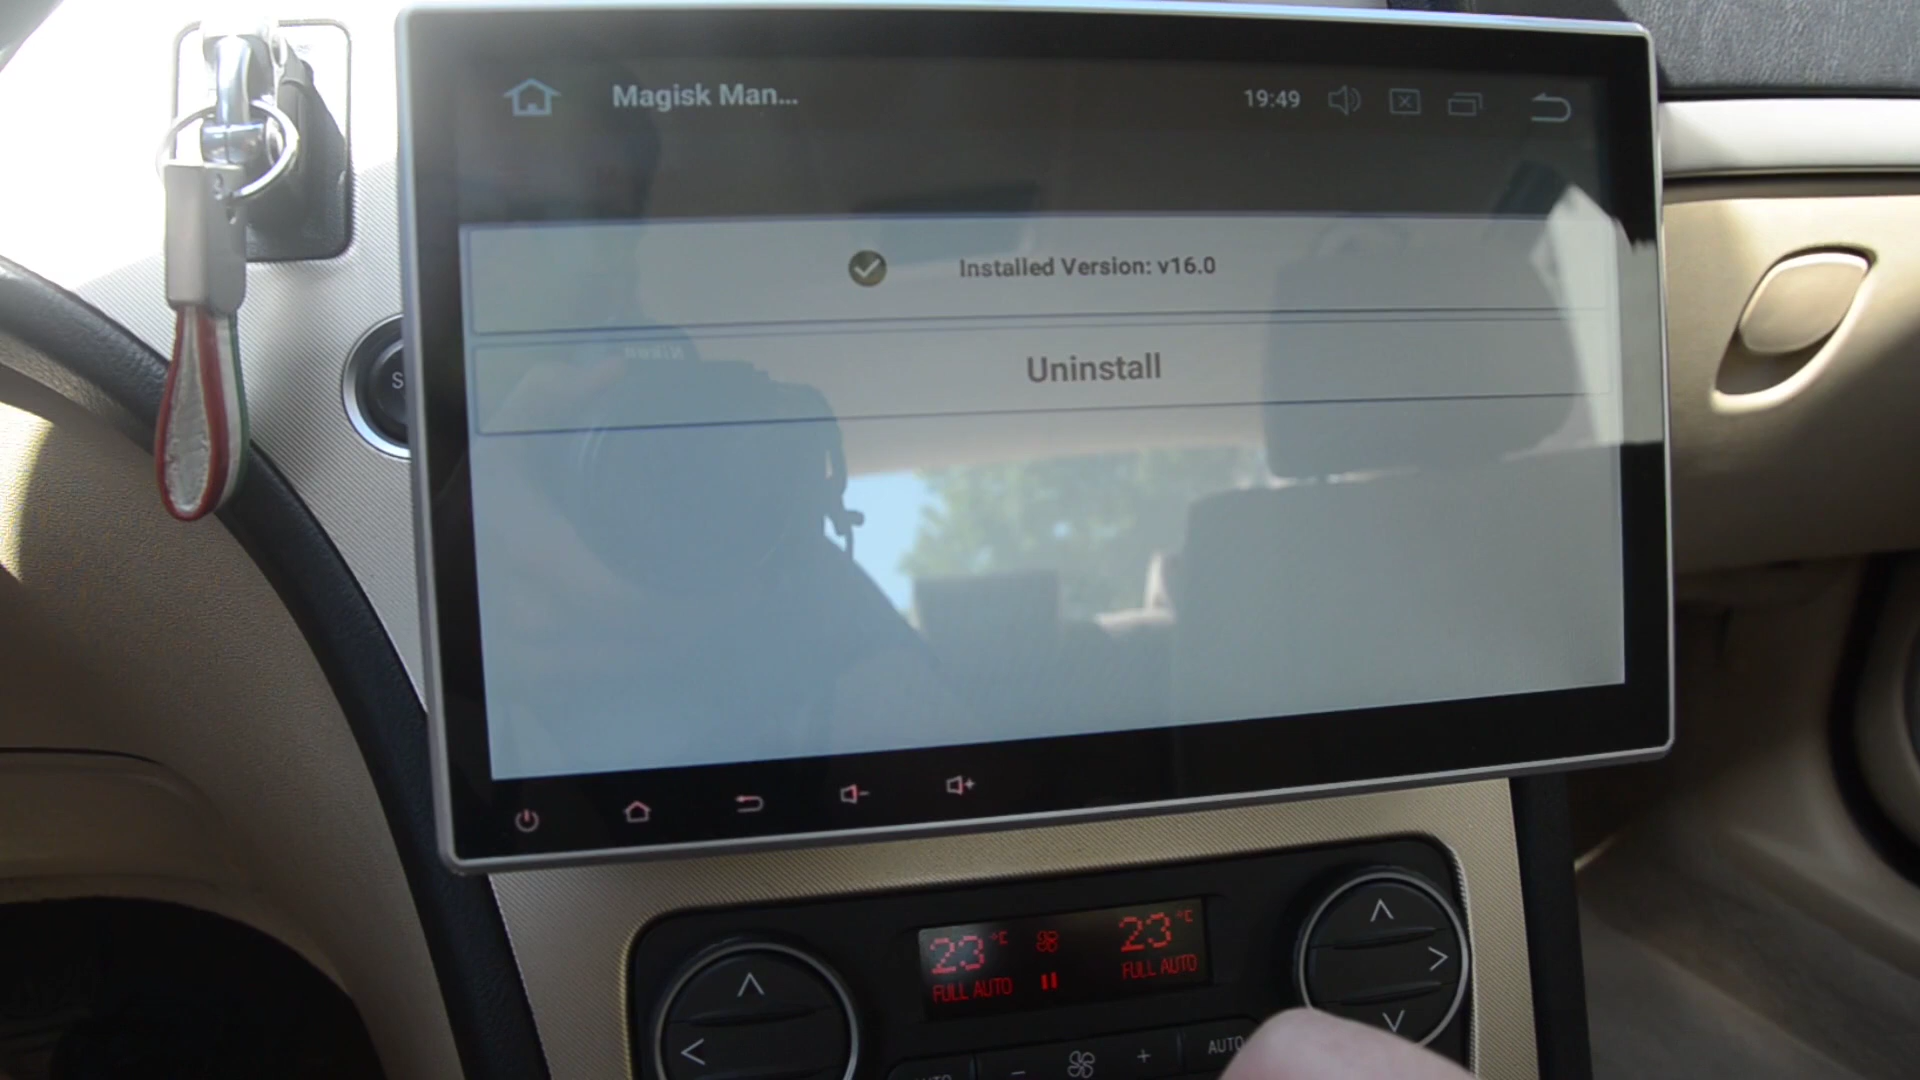 Magisk Man...
19:49
Installed Version: v16.0
Uninstall
S
23 °C
23 °C
FULL AUTO
FULL AUTO
AUTO